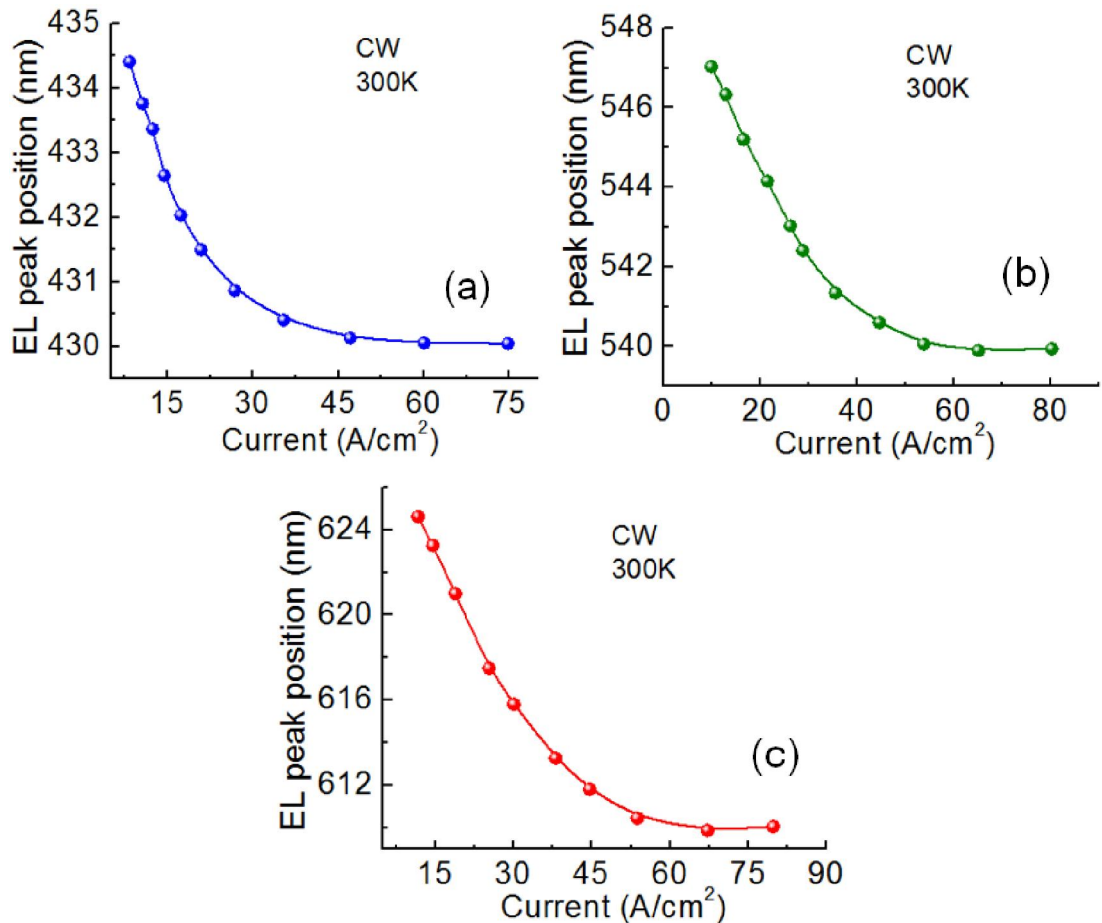 435
434
433
432
431
430
EL peak position (nm)
CW
300K
(a)
15 30 45 60 75
Current (A/cm²)
548
546
544
542
540
EL peak position (nm)
CW
300K
(b)
0 20 40 60 80
Current (A/cm²)
624
620
616
612
EL peak position (nm)
CW
300K
(c)
15 30 45 60 75 90
Current (A/cm²)